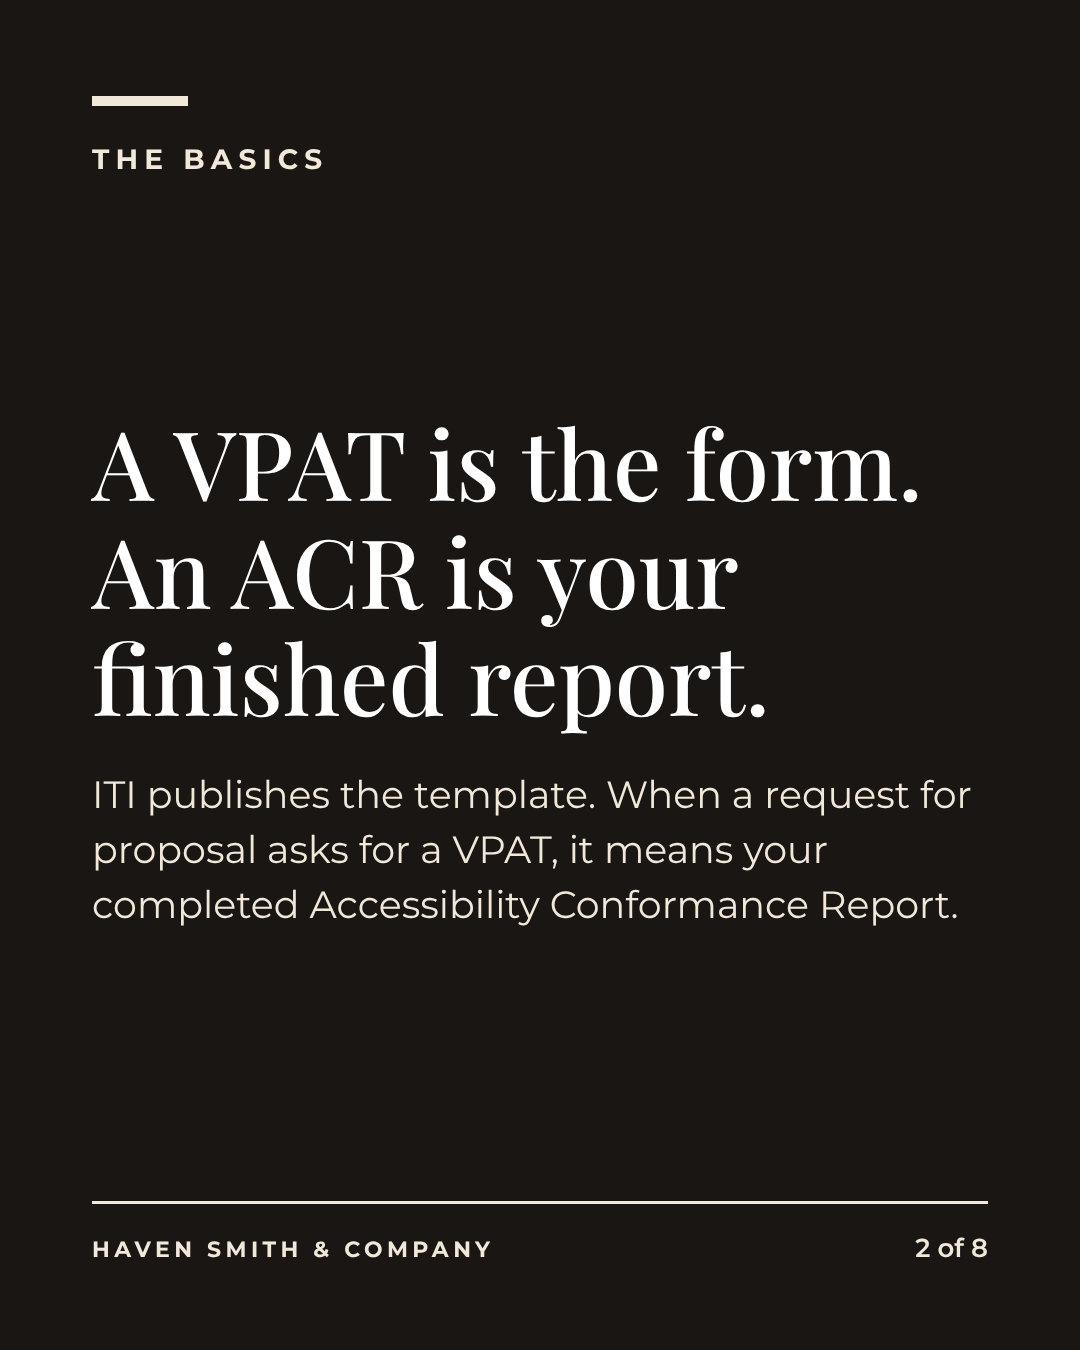 THE BASICS
A VPAT is the form.
An ACR is your
finished report.
ITI publishes the template. When a request for
proposal asks for a VPAT, it means your
completed Accessibility Conformance Report.
HAVEN SMITH & COMPANY
2 of 8